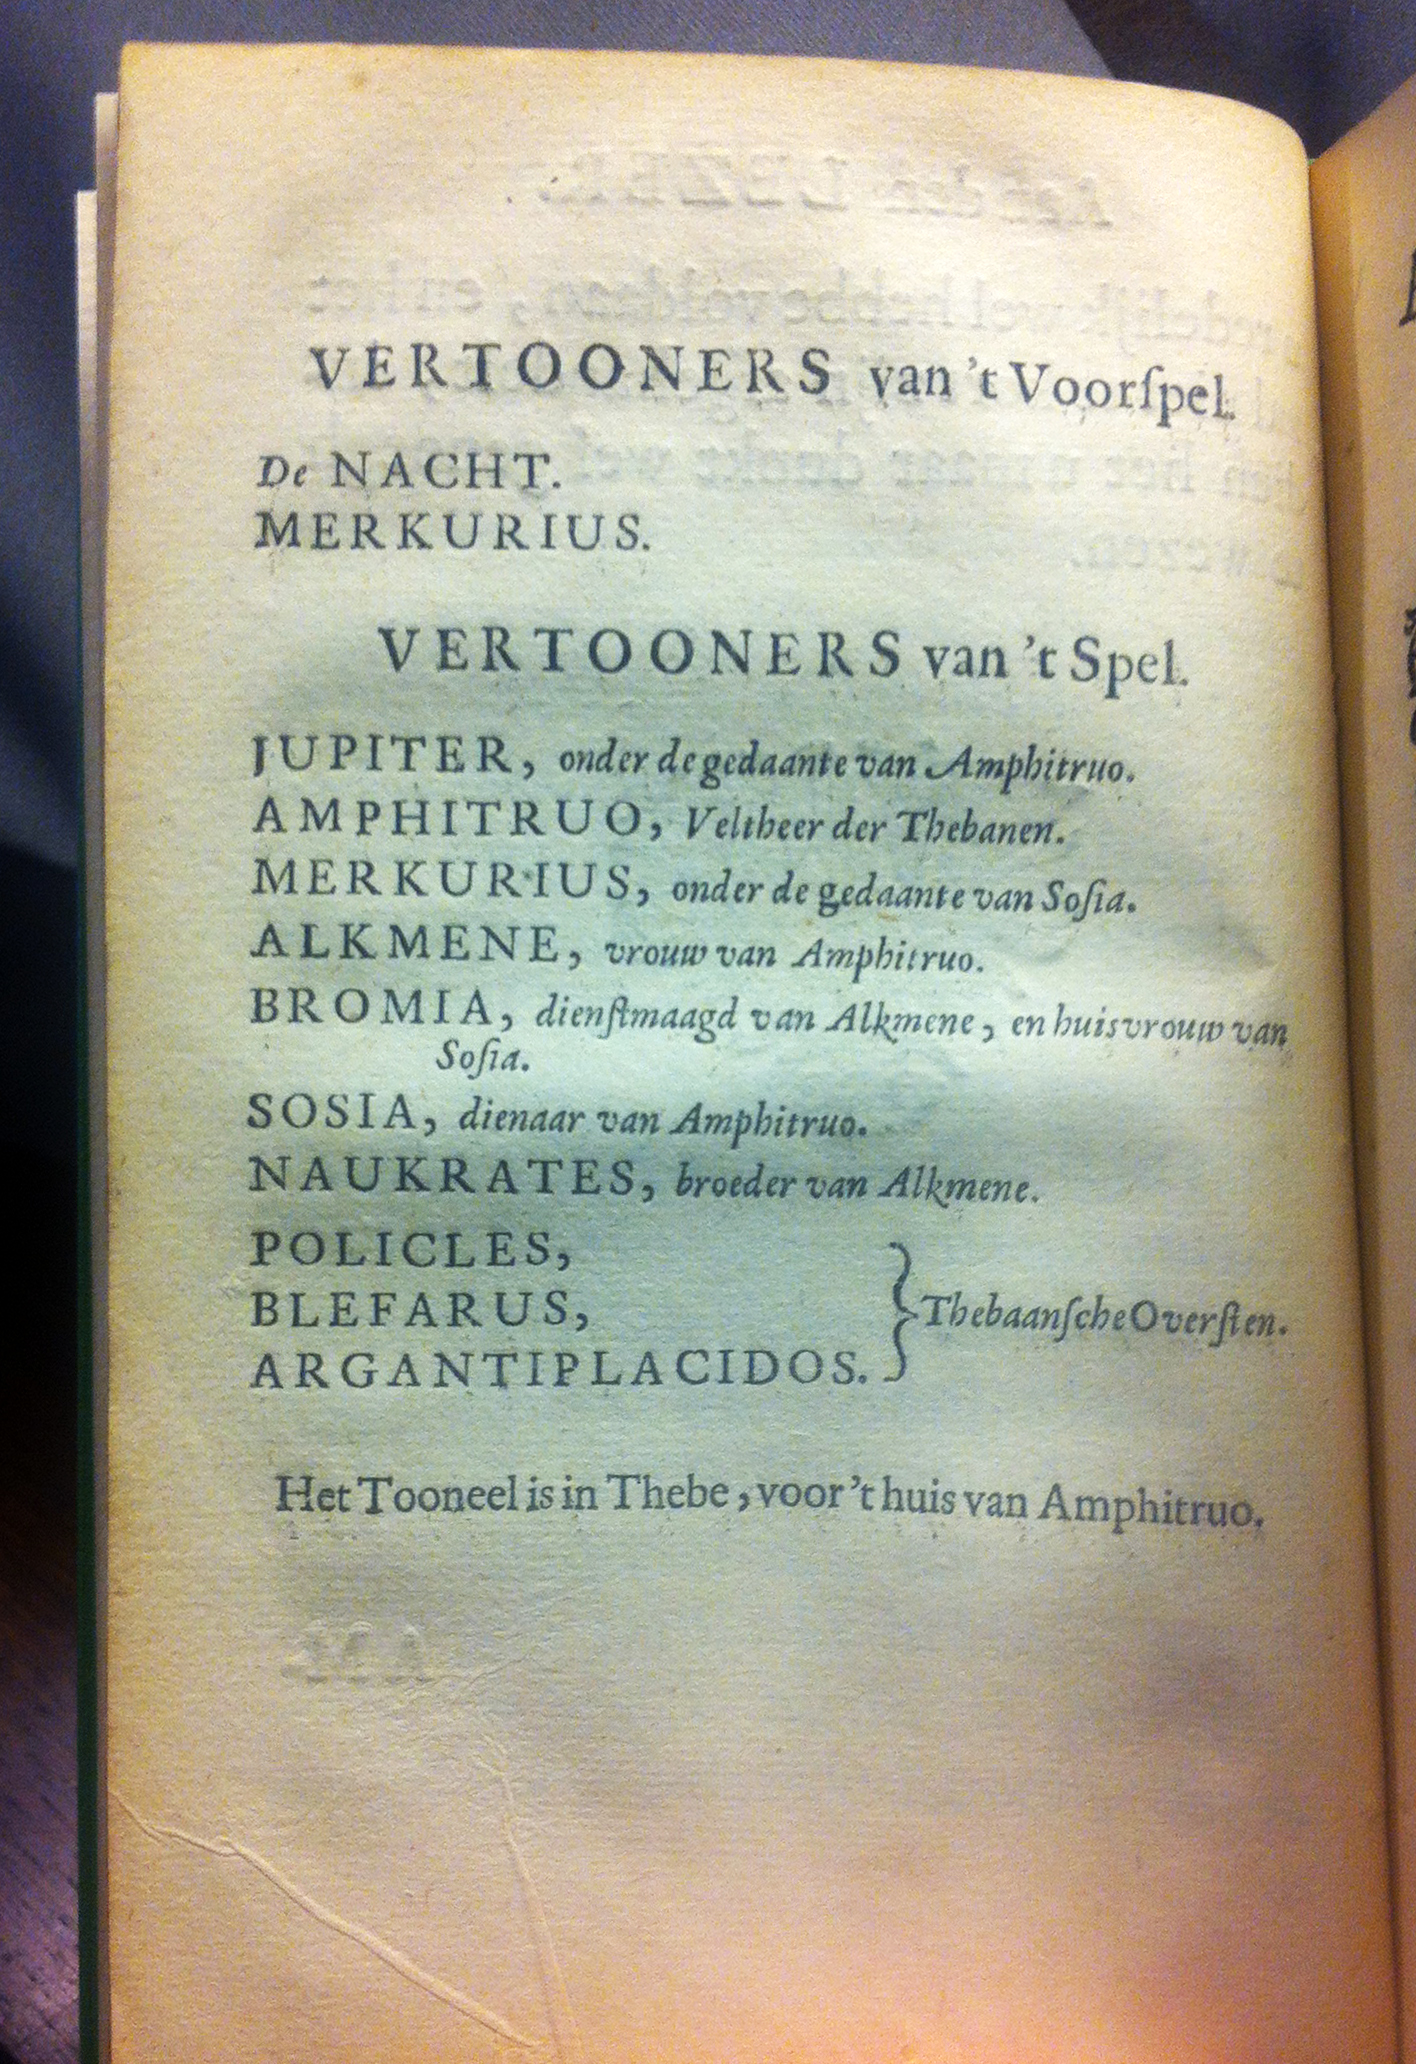 VERTOONERS van 't Voorſpel.
De NACHT.
MERKURIUS.
VERTOONERS van 't Spel.
JUPITER, onder de gedaante van Amphitruo.
AMPHITRUO, Veltheer der Thebanen.
MERKURIUS, onder de gedaante van Soſia.
ALKMENE, vrouw van Amphitruo.
BROMIA, dienſtmaagd van Alkmene, en huisvrouw van
Soſia.
SOSIA, dienaar van Amphitruo.
NAUKRATES, broeder van Alkmene.
POLICLES,
BLEFARUS,
ARGANTIPLACIDOS.
Thebaanſche Overſten.
Het Tooneel is in Thebe, voor 't huis van Amphitruo.